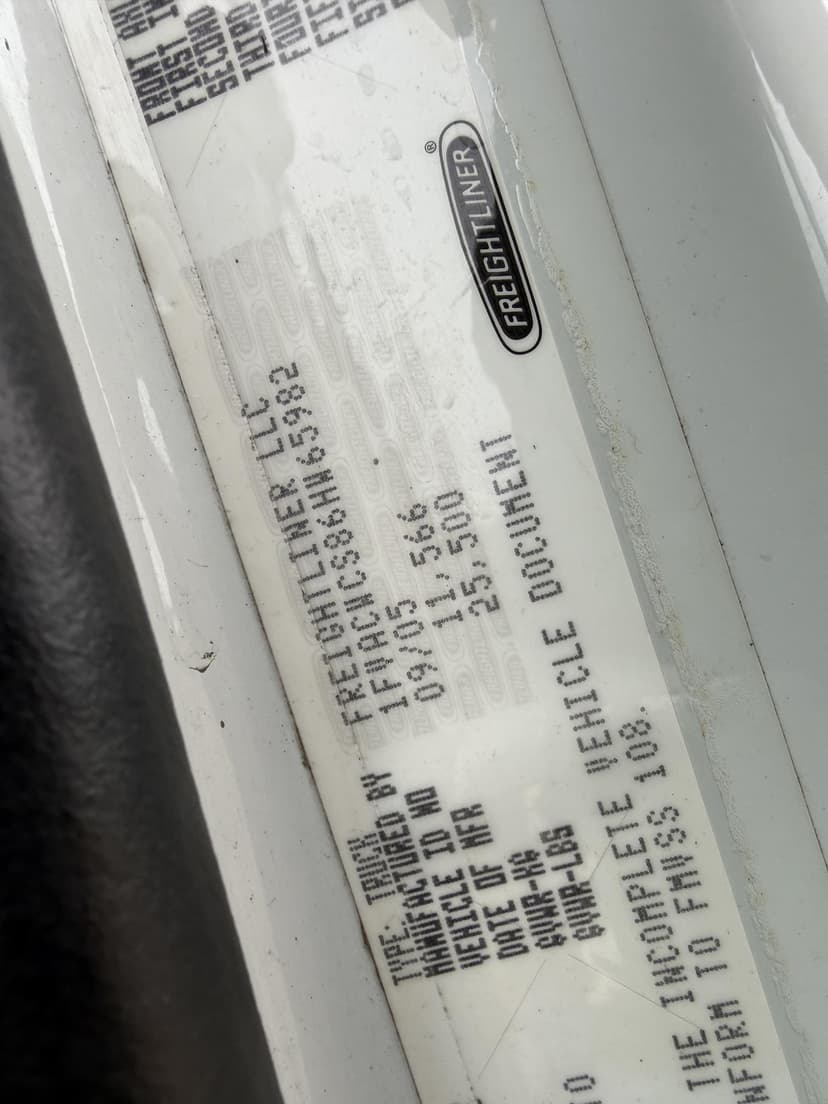 TYPE: TRUCK
MANUFACTURED BY FREIGHTLINER LLC
VEHICLE ID NO 1FVACWCS86HW65982
DATE OF MFR 09/05
GVWR-KG 11,566
GVWR-LBS 25,500
THE INCOMPLETE VEHICLE DOCUMENT
NFORM TO FMVSS 108.
FREIGHTLINER®
FRONT
FIRST
SECOND
THIRD